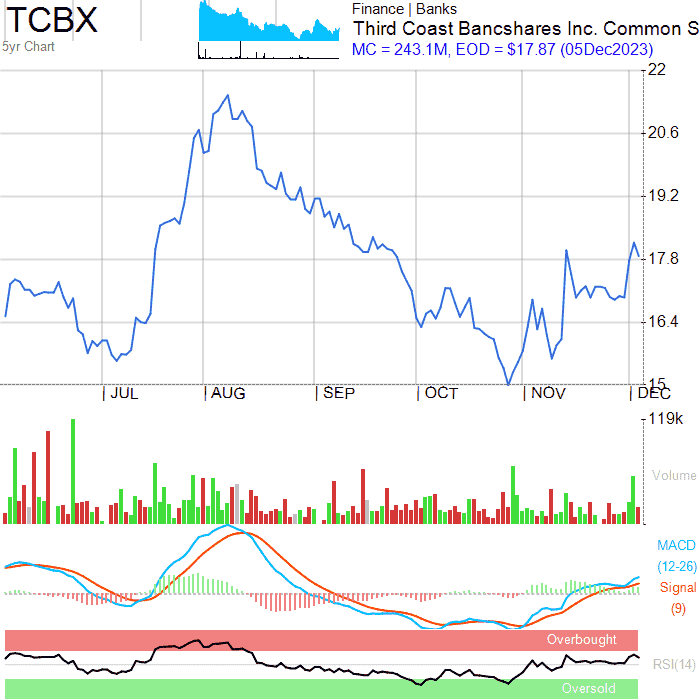 TCBX
Finance | Banks
Third Coast Bancshares Inc. Common S
5yr Chart
MC = 243.1M, EOD = $17.87 (05Dec2023)
22
20.6
19.2
17.8
16.4
15
JUL AUG SEP OCT NOV DEC
119k
Volume
MACD
(12-26)
Signal
(9)
Overbought
RSI(14)
Oversold